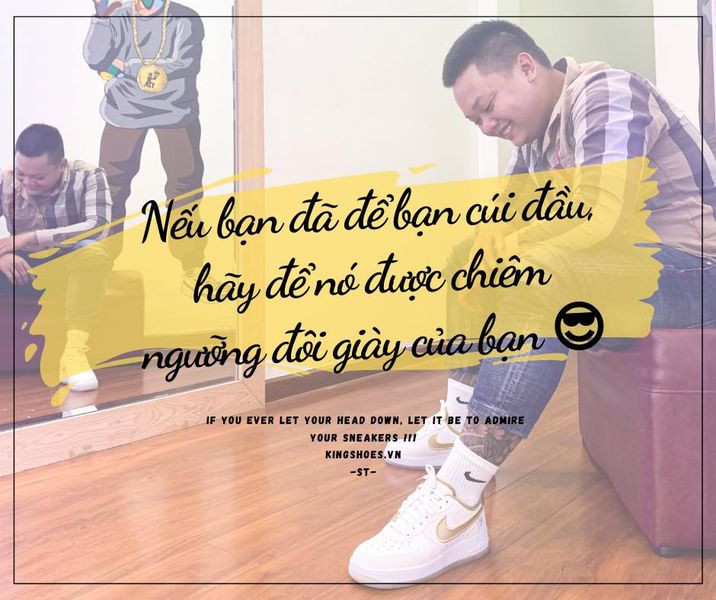 Nếu bạn đã để bạn cúi đầu,
hãy để nó được chiêm
ngưỡng đôi giày của bạn 😎
IF YOU EVER LET YOUR HEAD DOWN, LET IT BE TO ADMIRE
YOUR SNEAKERS !!!
KINGSHOES.VN
-ST-